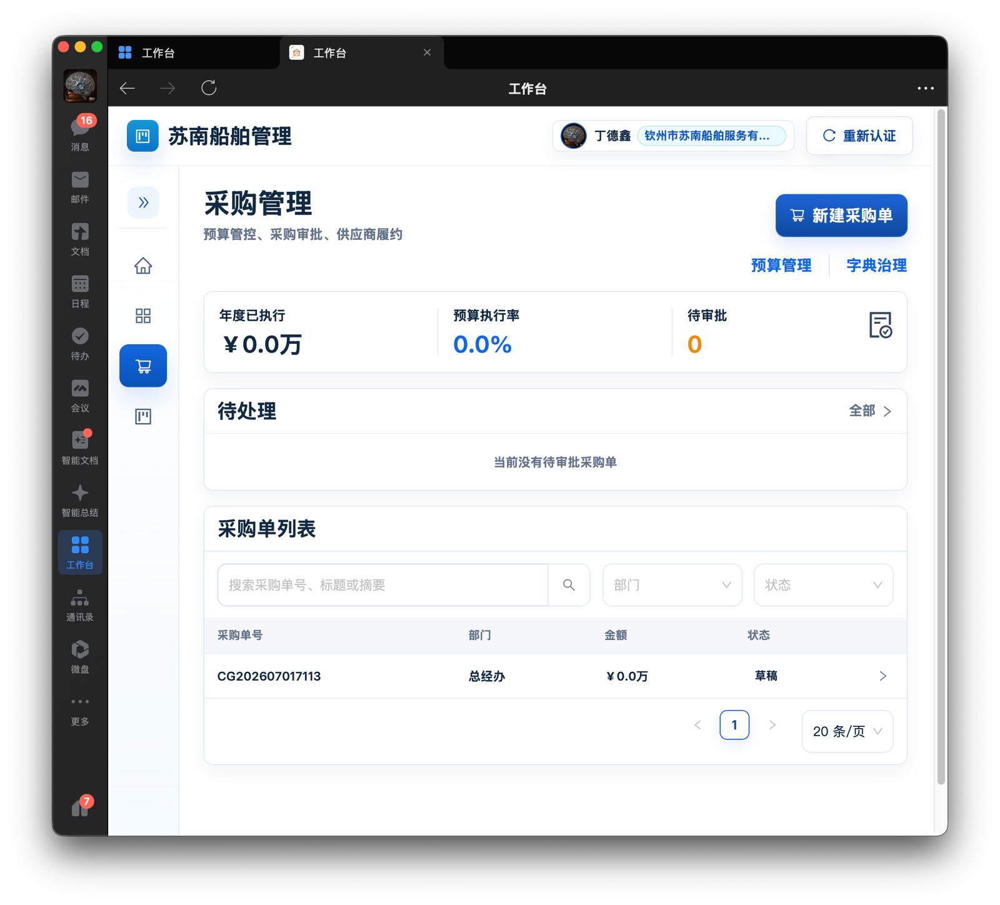 工作台
工作台
工作台
16
消息
邮件
文档
日程
待办
会议
智能文档
智能总结
工作台
通讯录
微盘
更多
7
苏南船舶管理
丁德鑫
钦州市苏南船舶服务有...
重新认证
采购管理
预算管控、采购审批、供应商履约
新建采购单
预算管理
字典治理
年度已执行
¥0.0万
预算执行率
0.0%
待审批
0
待处理
全部
当前没有待审批采购单
采购单列表
搜索采购单号、标题或摘要
部门
状态
采购单号 部门 金额 状态
CG202607017113 总经办 ¥0.0万 草稿
1
20 条/页